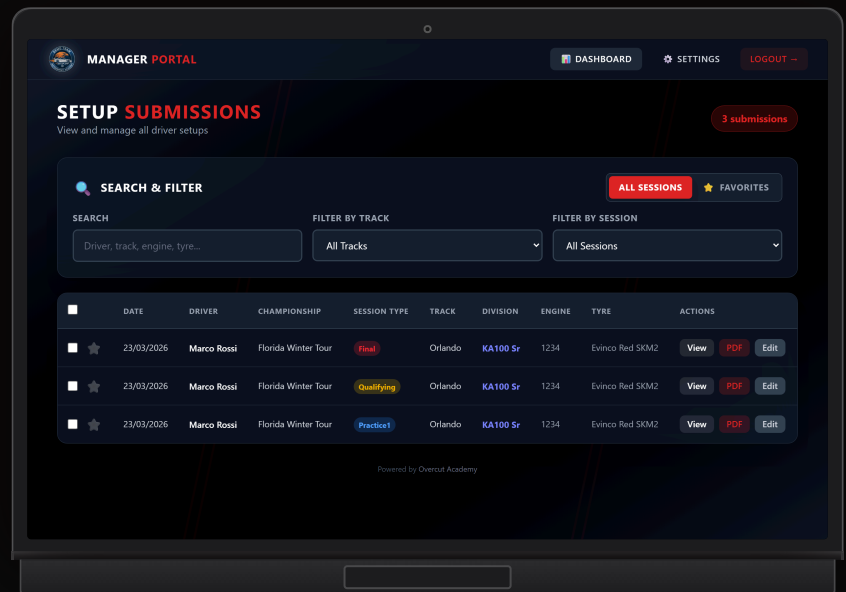 MANAGER PORTAL
DASHBOARD
SETTINGS
LOGOUT →
SETUP SUBMISSIONS
View and manage all driver setups
3 submissions
SEARCH & FILTER
ALL SESSIONS
FAVORITES
SEARCH
FILTER BY TRACK
FILTER BY SESSION
Driver, track, engine, tyre...
All Tracks
All Sessions
DATE DRIVER CHAMPIONSHIP SESSION TYPE TRACK DIVISION ENGINE TYRE ACTIONS
23/03/2026 Marco Rossi Florida Winter Tour Final Orlando KA100 Sr 1234 Evinco Red SKM2 View PDF Edit
23/03/2026 Marco Rossi Florida Winter Tour Qualifying Orlando KA100 Sr 1234 Evinco Red SKM2 View PDF Edit
23/03/2026 Marco Rossi Florida Winter Tour Practice1 Orlando KA100 Sr 1234 Evinco Red SKM2 View PDF Edit
Powered by Overcut Academy